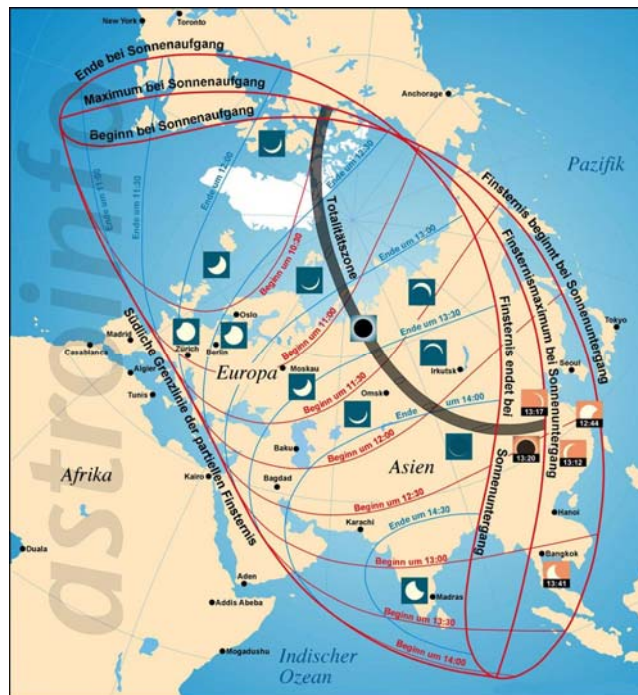 New York
Toronto
Ende bei Sonnenaufgang
Maximum bei Sonnenaufgang
Beginn bei Sonnenaufgang
Anchorage
Pazifik
astroinfo
Ende um 11:00
Ende um 11:30
Ende um 12:00
Ende um 12:30
Ende um 13:00
Ende um 13:30
Ende um 14:00
Ende um 14:30
Beginn um 10:30
Beginn um 11:00
Beginn um 11:30
Beginn um 12:00
Beginn um 12:30
Beginn um 13:00
Beginn um 13:30
Beginn um 14:00
Totalitätszone
Finsternis beginnt bei Sonnenuntergang
Finsternismaximum bei Sonnenuntergang
Finsternis endet bei Sonnenuntergang
Südliche Grenzlinie der partiellen Finsternis
Oslo
Madrid
Casablanca
Zürich
Berlin
Algier
Tunis
Europa
Moskau
Omsk
Irkutsk
Tokyo
Seoul
13:17
12:44
13:20
13:12
Baku
Asien
Afrika
Kairo
Bagdad
Karachi
Hanoi
Bangkok
13:41
Duala
Aden
Madras
Addis Abeba
Mogadushu
Indischer
Ozean